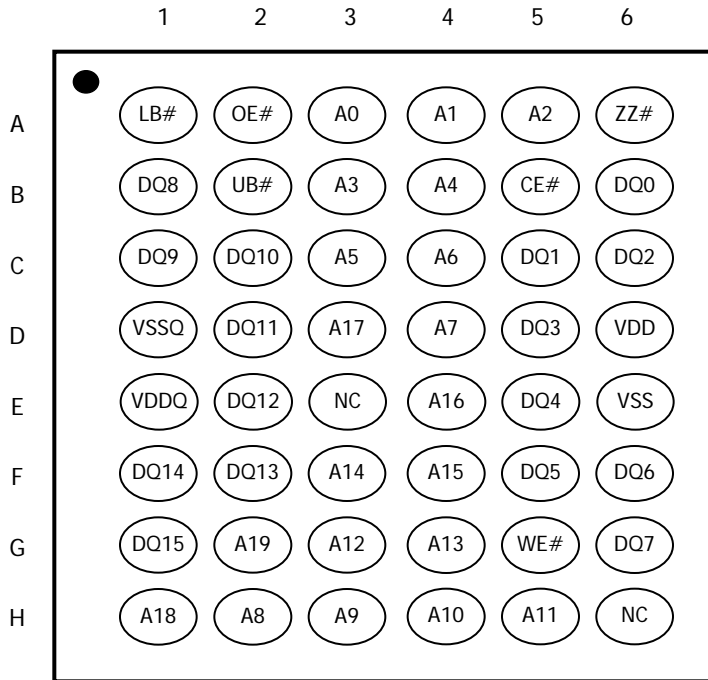 1 2 3 4 5 6
A LB# OE# A0 A1 A2 ZZ#
B DQ8 UB# A3 A4 CE# DQ0
C DQ9 DQ10 A5 A6 DQ1 DQ2
D VSSQ DQ11 A17 A7 DQ3 VDD
E VDDQ DQ12 NC A16 DQ4 VSS
F DQ14 DQ13 A14 A15 DQ5 DQ6
G DQ15 A19 A12 A13 WE# DQ7
H A18 A8 A9 A10 A11 NC